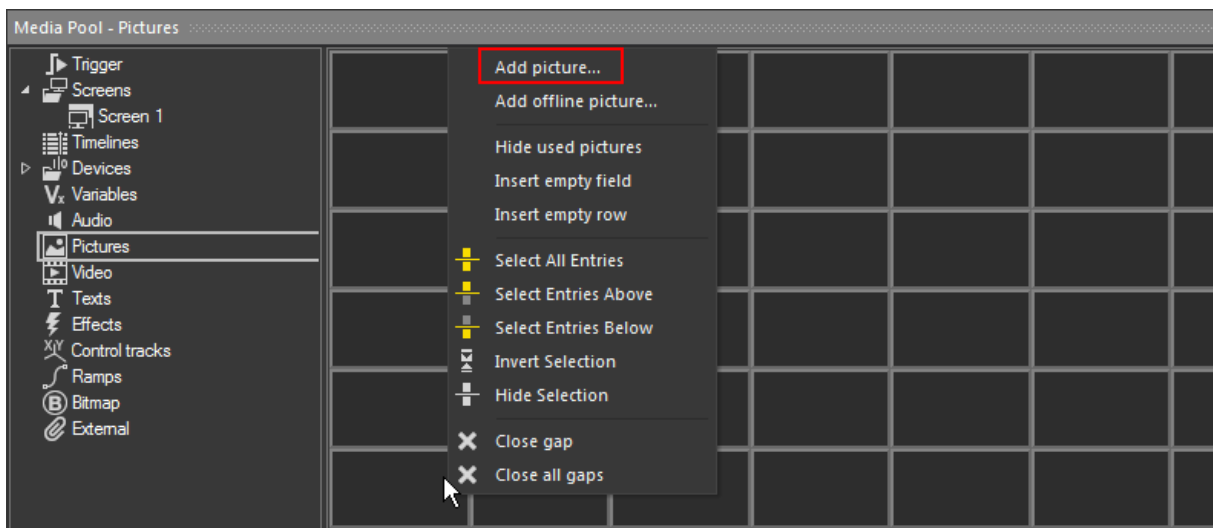 Media Pool - Pictures
Trigger
Screens
Screen 1
Timelines
Devices
Variables
Audio
Pictures
Video
Texts
Effects
Control tracks
Ramps
Bitmap
External
Add picture...
Add offline picture...
Hide used pictures
Insert empty field
Insert empty row
Select All Entries
Select Entries Above
Select Entries Below
Invert Selection
Hide Selection
Close gap
Close all gaps